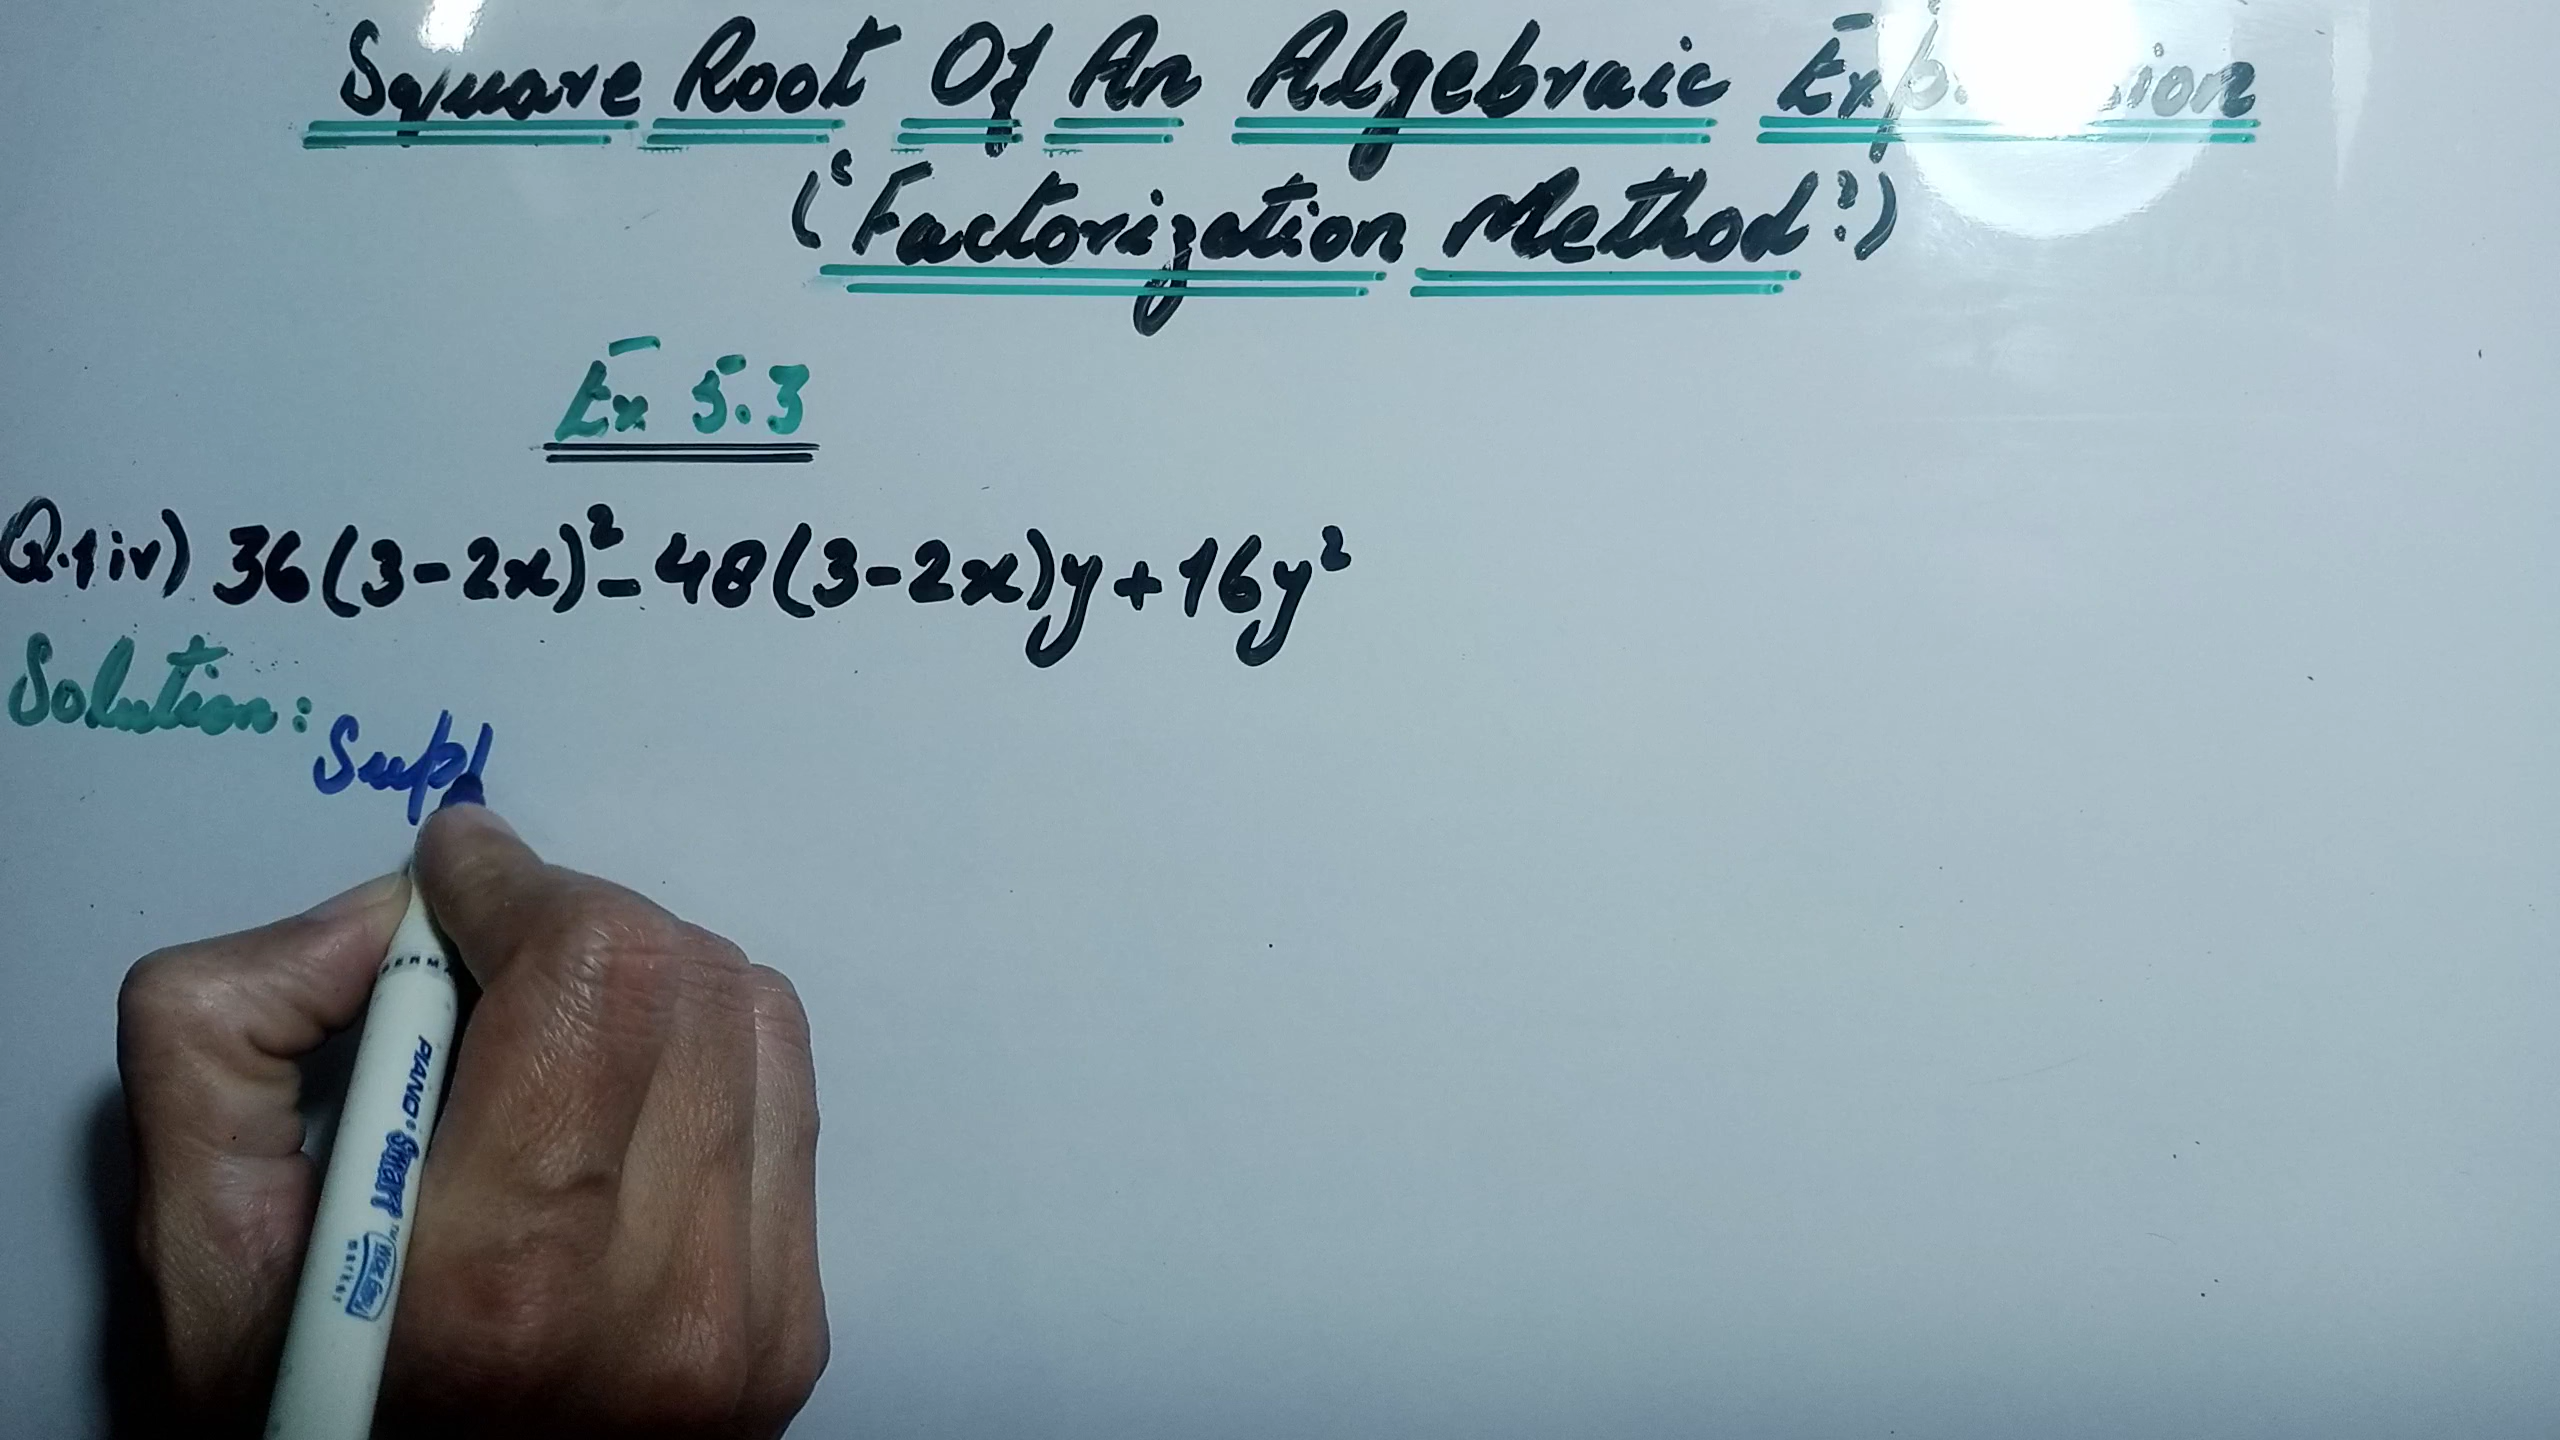 Square Root Of An Algebraic
('Factorization Method')
Ex 5.3
Q.1 iv) 36(3-2x)²-48(3-2x)y+16y²
Solution:
Sup
PIANO Smart